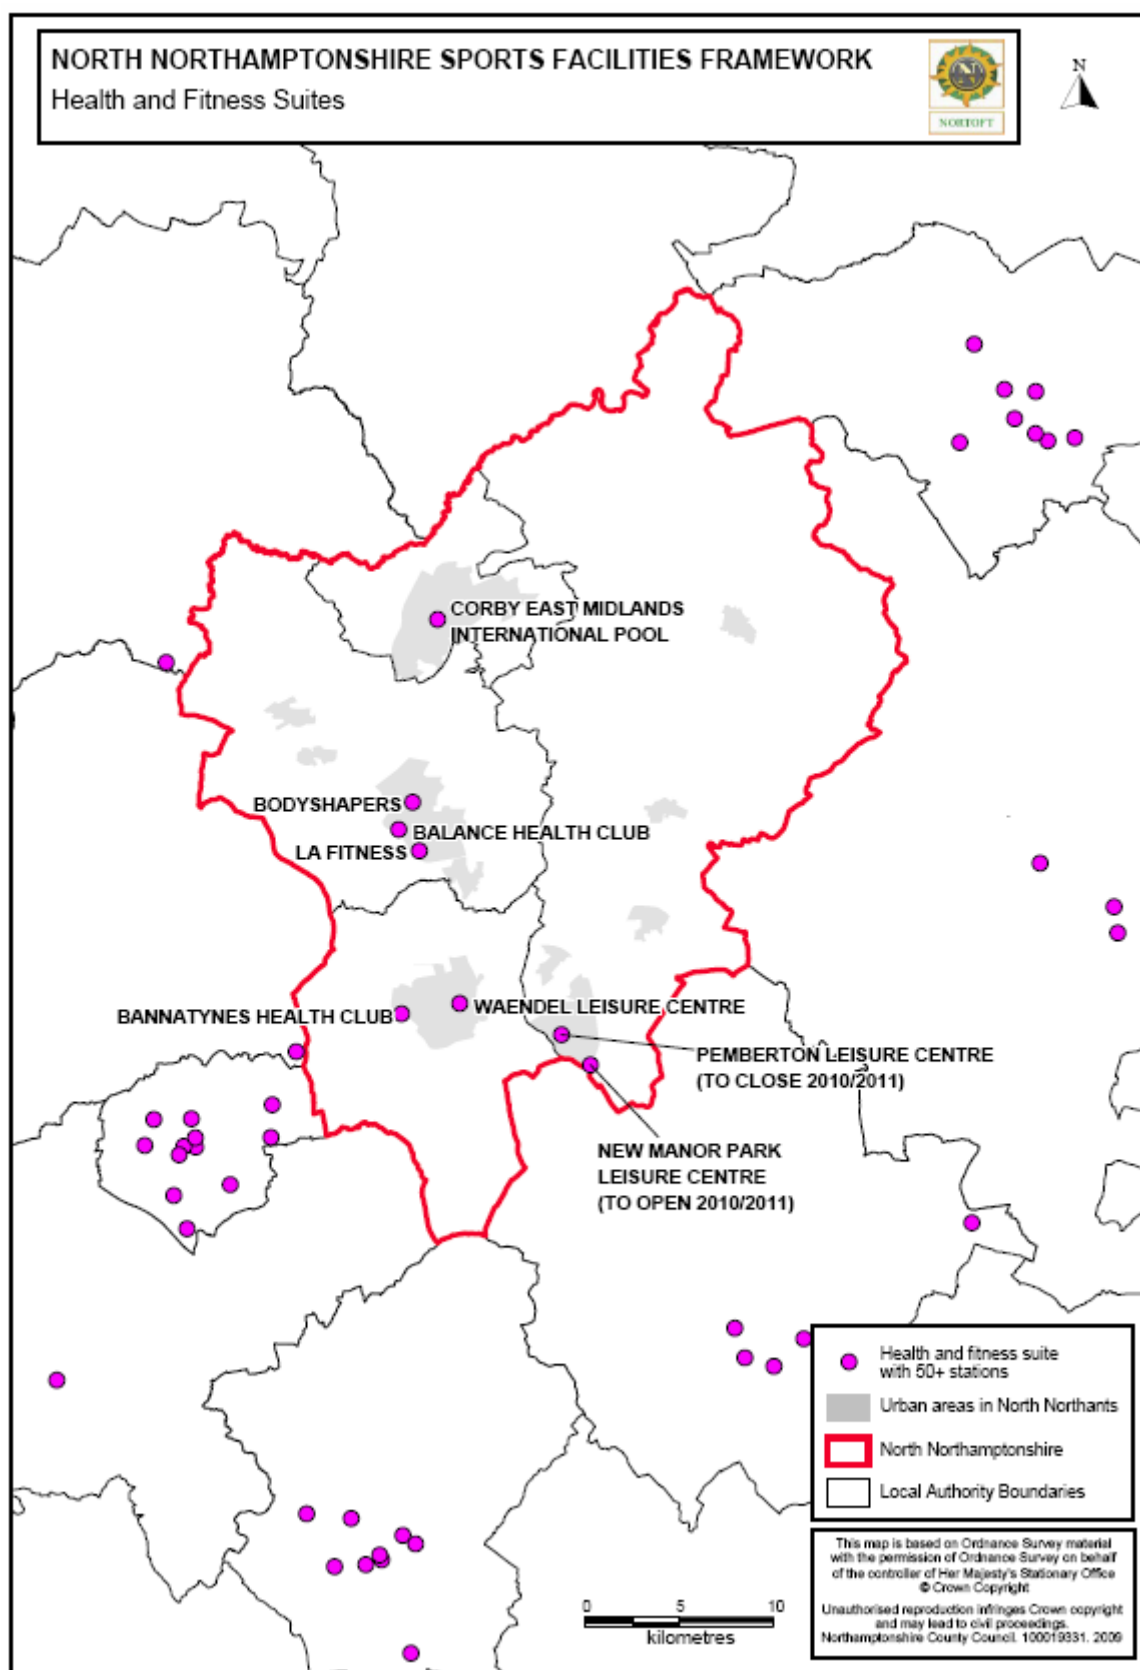 NORTH NORTHAMPTONSHIRE SPORTS FACILITIES FRAMEWORK
Health and Fitness Suites
NORTOFT
N
CORBY EAST MIDLANDS
INTERNATIONAL POOL
BODYSHAPERS
BALANCE HEALTH CLUB
LA FITNESS
WAENDEL LEISURE CENTRE
BANNATYNES HEALTH CLUB
PEMBERTON LEISURE CENTRE
(TO CLOSE 2010/2011)
NEW MANOR PARK
LEISURE CENTRE
(TO OPEN 2010/2011)
Health and fitness suite
with 50+ stations
Urban areas in North Northants
North Northamptonshire
Local Authority Boundaries
0 5 10
kilometres
This map is based on Ordnance Survey material
with the permission of Ordnance Survey on behalf
of the controller of Her Majesty's Stationary Office
© Crown Copyright
Unauthorised reproduction infringes Crown copyright
and may lead to civil proceedings.
Northamptonshire County Council. 100019331. 2009